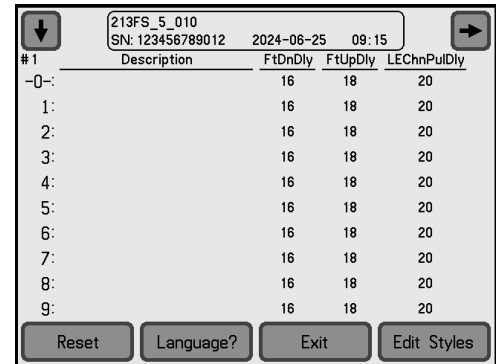 213FS_5_010
SN: 123456789012 2024-06-25 09:15
#1 Description FtDnDly FtUpDly LEChnPulDly
-0-: 16 18 20
1: 16 18 20
2: 16 18 20
3: 16 18 20
4: 16 18 20
5: 16 18 20
6: 16 18 20
7: 16 18 20
8: 16 18 20
9: 16 18 20
Reset Language? Exit Edit Styles